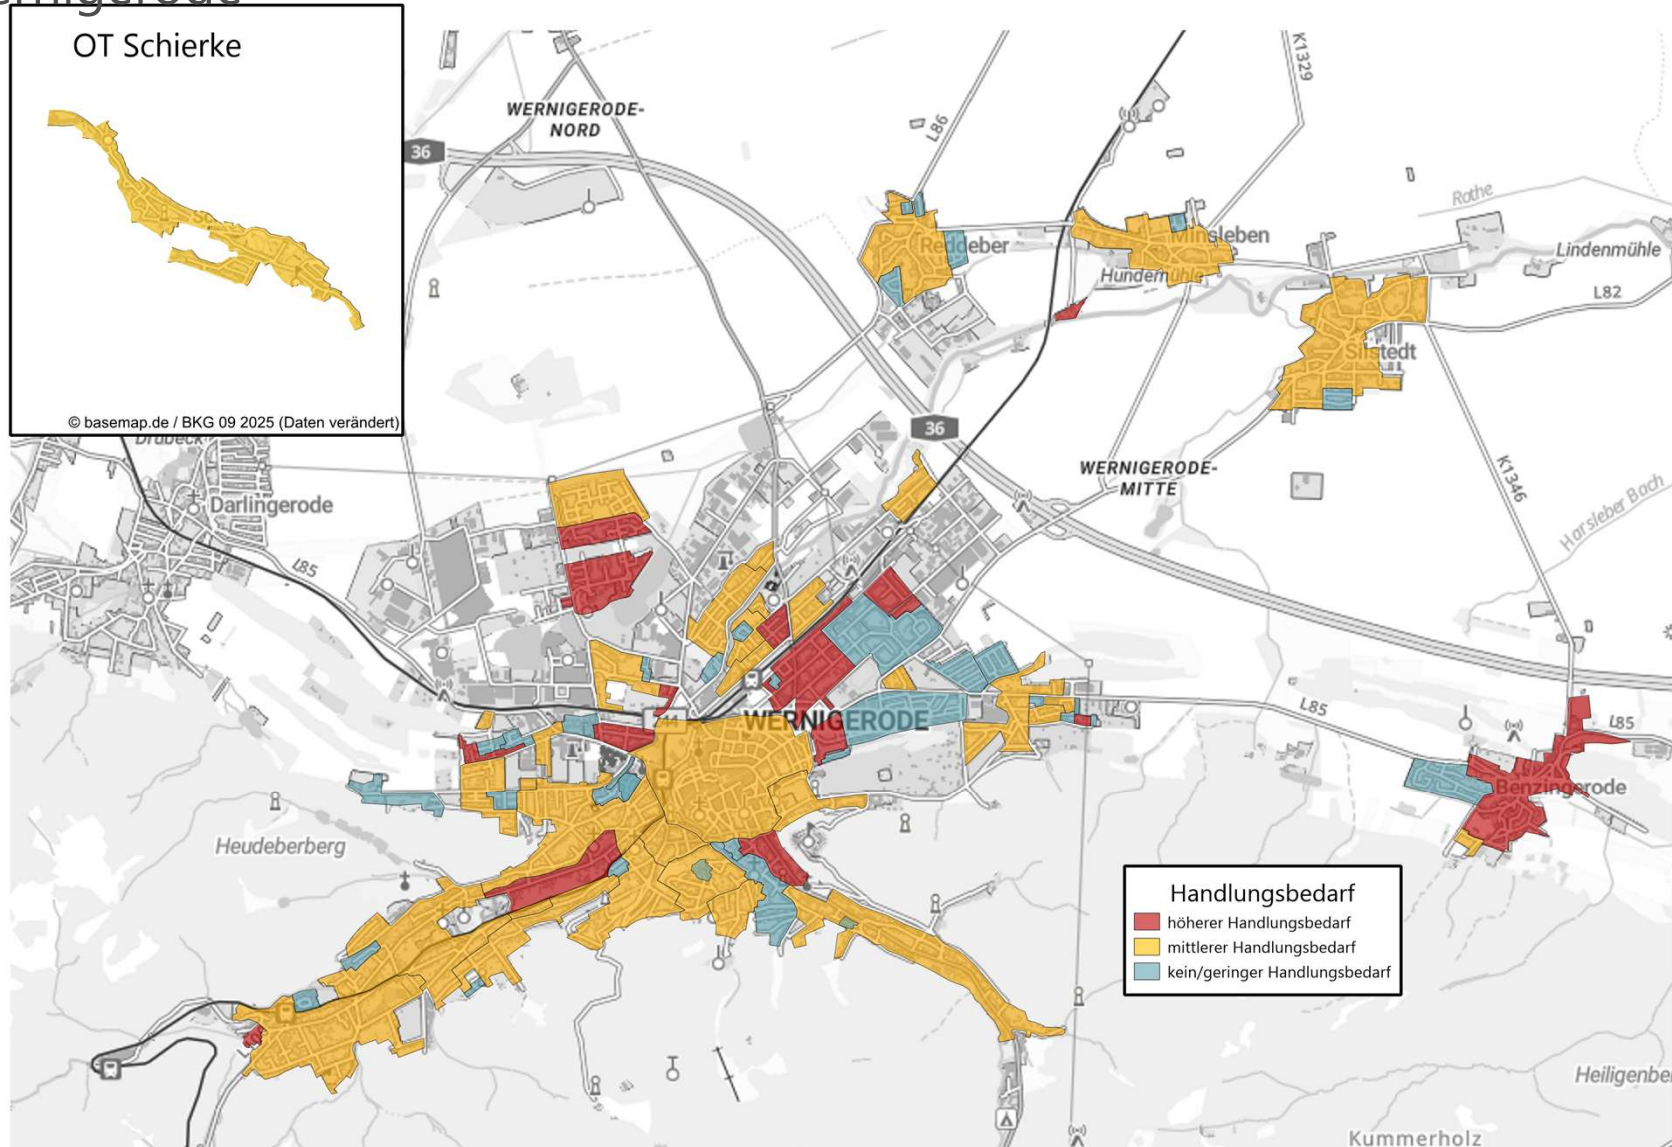 OT Schierke
© basemap.de / BKG 09 2025 (Daten verändert)
WERNIGERODE-
NORD
36
L86
K1329
Reddeber
Minsleben
Hundemühle
Rothe
Lindenmühle
L82
Silstedt
Drübeck
Darlingerode
L85
36
WERNIGERODE-
MITTE
K1346
Harsleber Bach
WERNIGERODE
L85
L85
Benzingerode
Heudeberberg
Handlungsbedarf
höherer Handlungsbedarf
mittlerer Handlungsbedarf
kein/geringer Handlungsbedarf
Heiligenbe
Kummerholz